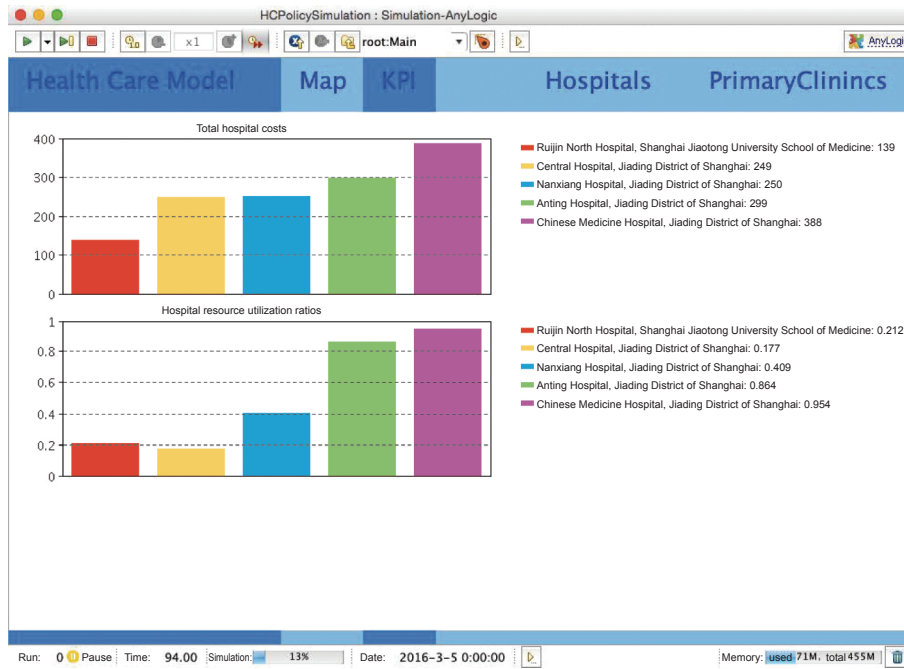 HCPolicySimulation : Simulation-AnyLogic
x1 root:Main AnyLogi
Health Care Model Map KPI Hospitals PrimaryClinincs
Total hospital costs
400
300
200
100
0
Ruijin North Hospital, Shanghai Jiaotong University School of Medicine: 139
Central Hospital, Jiading District of Shanghai: 249
Nanxiang Hospital, Jiading District of Shanghai: 250
Anting Hospital, Jiading District of Shanghai: 299
Chinese Medicine Hospital, Jiading District of Shanghai: 388
Hospital resource utilization ratios
1
0.8
0.6
0.4
0.2
0
Ruijin North Hospital, Shanghai Jiaotong University School of Medicine: 0.212
Central Hospital, Jiading District of Shanghai: 0.177
Nanxiang Hospital, Jiading District of Shanghai: 0.409
Anting Hospital, Jiading District of Shanghai: 0.864
Chinese Medicine Hospital, Jiading District of Shanghai: 0.954
Run: 0 Pause Time: 94.00 Simulation: 13% Date: 2016-3-5 0:00:00 Memory: used 71M, total 455M